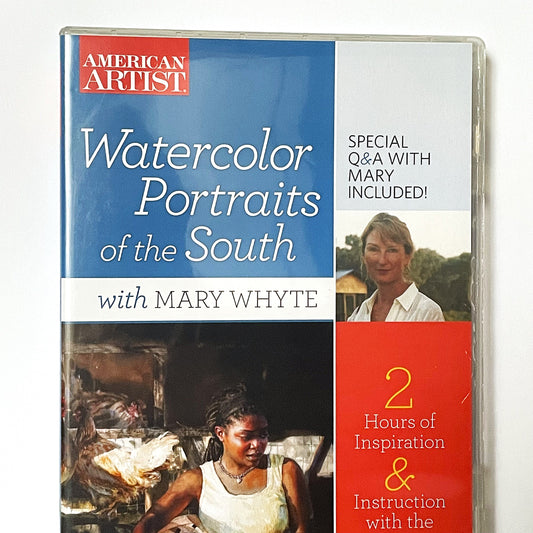 AMERICAN
ARTIST
Watercolor
Portraits
of the South
with MARY WHYTE
SPECIAL
Q&A WITH
MARY
INCLUDED!
2
Hours of
Inspiration
&
Instruction
with the